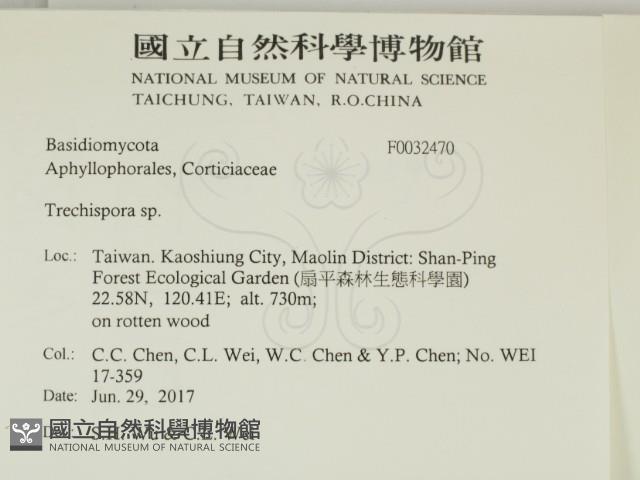 國立自然科學博物館
NATIONAL MUSEUM OF NATURAL SCIENCE
TAICHUNG, TAIWAN, R.O.CHINA
Basidiomycota F0032470
Aphyllophorales, Corticiaceae
Trechispora sp.
Loc.: Taiwan. Kaoshiung City, Maolin District: Shan-Ping
Forest Ecological Garden (扇平森林生態科學園)
22.58N, 120.41E; alt. 730m;
on rotten wood
Col.: C.C. Chen, C.L. Wei, W.C. Chen & Y.P. Chen; No. WEI
17-359
Date: Jun. 29, 2017
國立自然科學博物館
NATIONAL MUSEUM OF NATURAL SCIENCE